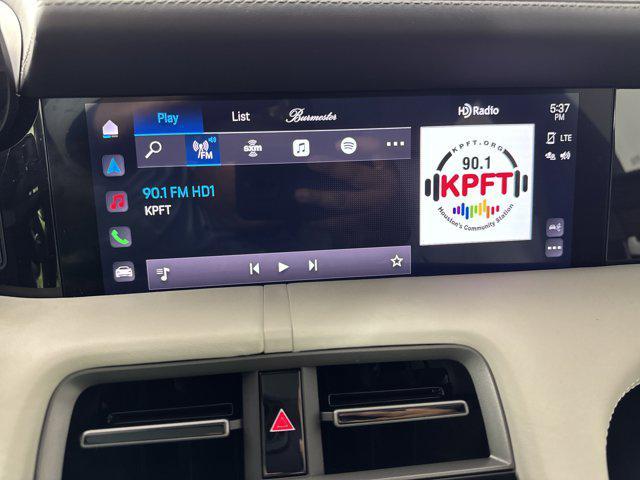 Play
List
Burmester
HD Radio
5:37
PM
LTE
FM
sxm
90.1 FM HD1
KPFT
KPFT.ORG
90.1
KPFT
Houston's Community Station